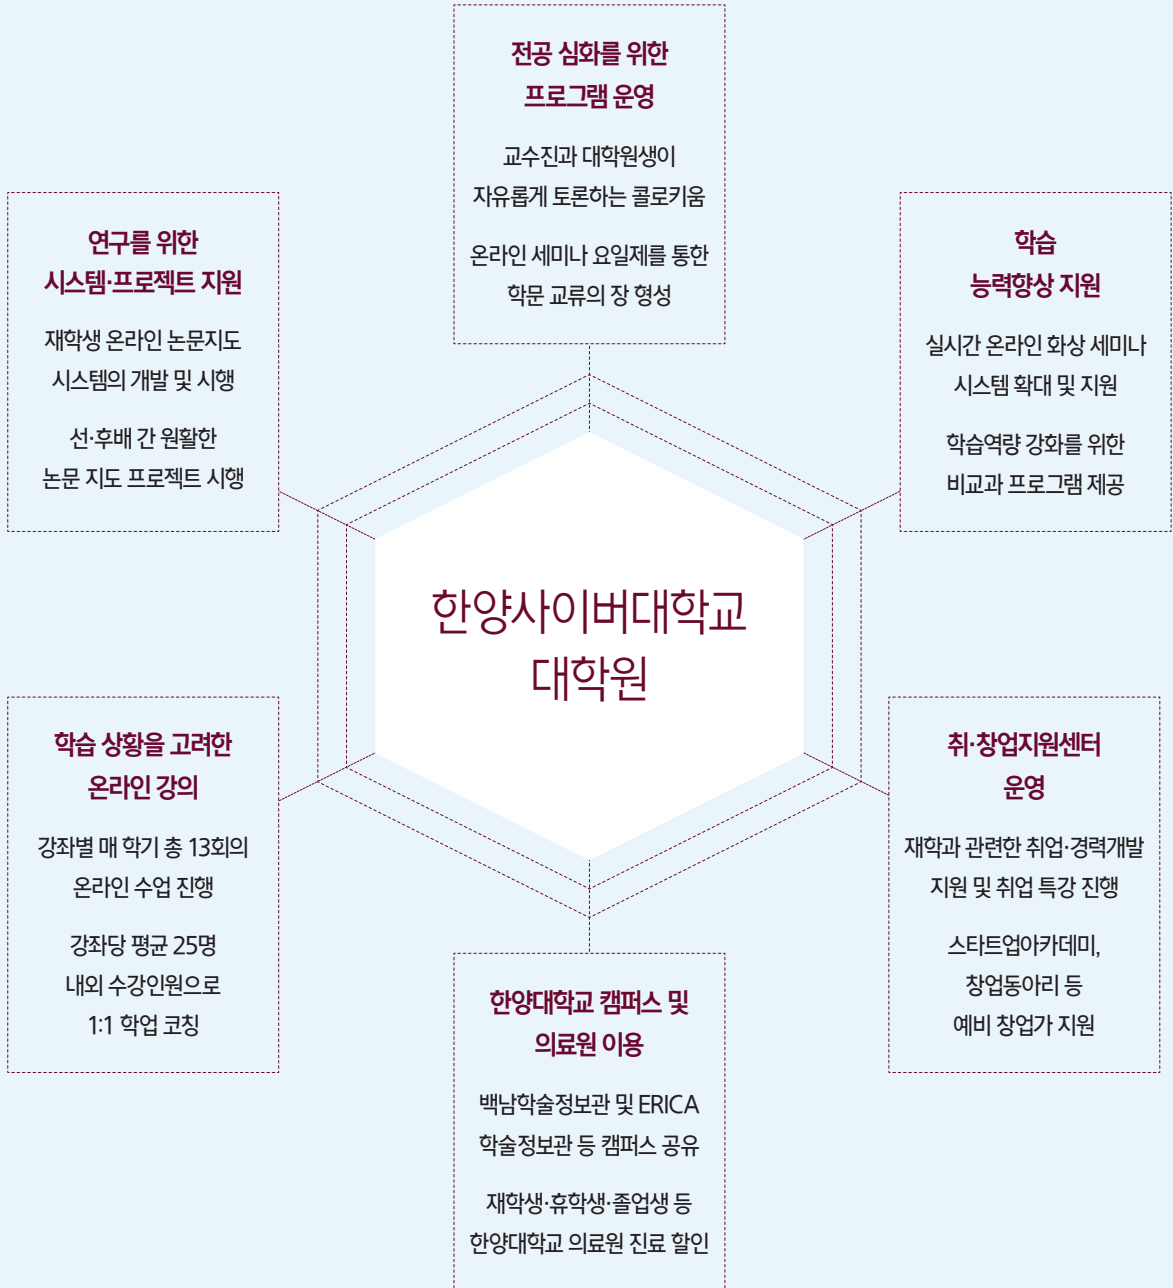 전공 심화를 위한
프로그램 운영
교수진과 대학원생이
자유롭게 토론하는 콜로키움
온라인 세미나 요일제를 통한
학문 교류의 장 형성
연구를 위한
시스템·프로젝트 지원
재학생 온라인 논문지도
시스템의 개발 및 시행
선·후배 간 원활한
논문 지도 프로젝트 시행
학습
능력향상 지원
실시간 온라인 화상 세미나
시스템 확대 및 지원
학습역량 강화를 위한
비교과 프로그램 제공
한양사이버대학교
대학원
학습 상황을 고려한
온라인 강의
강좌별 매 학기 총 13회의
온라인 수업 진행
강좌당 평균 25명
내외 수강인원으로
1:1 학업 코칭
취·창업지원센터
운영
재학과 관련한 취업·경력개발
지원 및 취업 특강 진행
스타트업아카데미,
창업동아리 등
예비 창업가 지원
한양대학교 캠퍼스 및
의료원 이용
백남학술정보관 및 ERICA
학술정보관 등 캠퍼스 공유
재학생·휴학생·졸업생 등
한양대학교 의료원 진료 할인